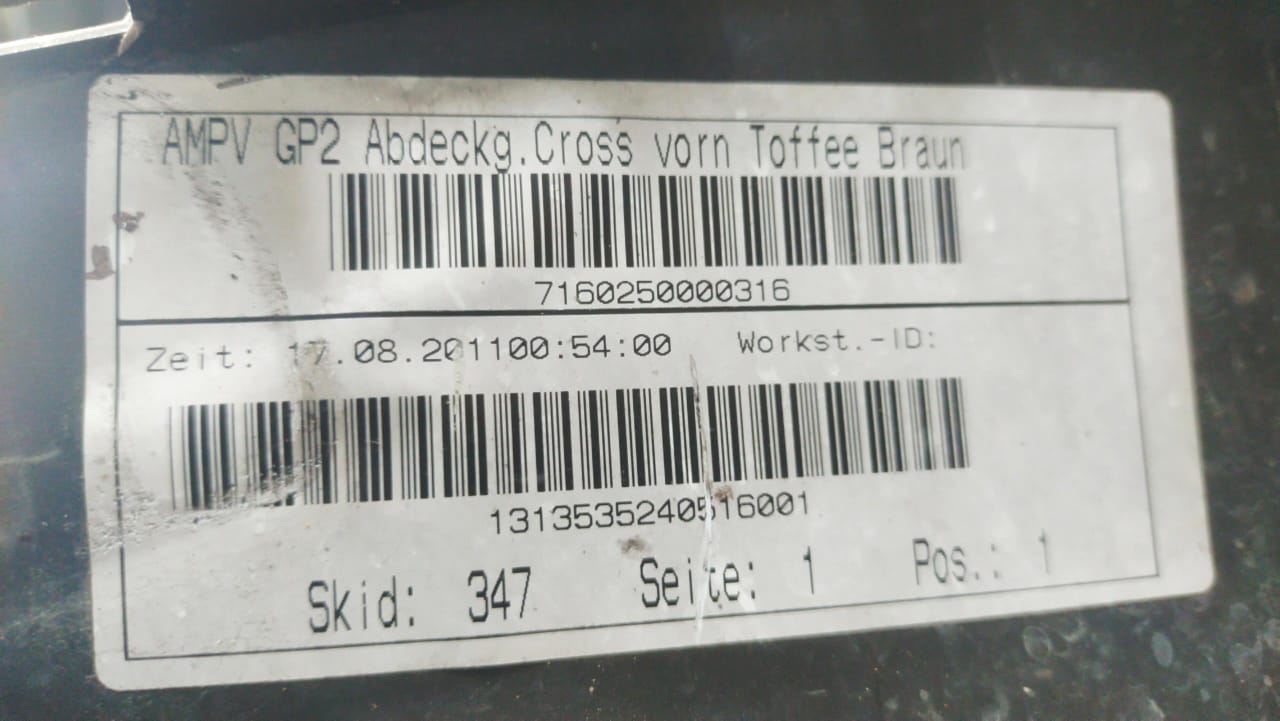 AMPV GP2 Abdeckg.Cross vorn Toffee Braun
7160250000316
Zeit: 17.08.201100:54:00 Workst.-ID:
1313535240516001
Skid: 347 Seite: 1 Pos.: 1